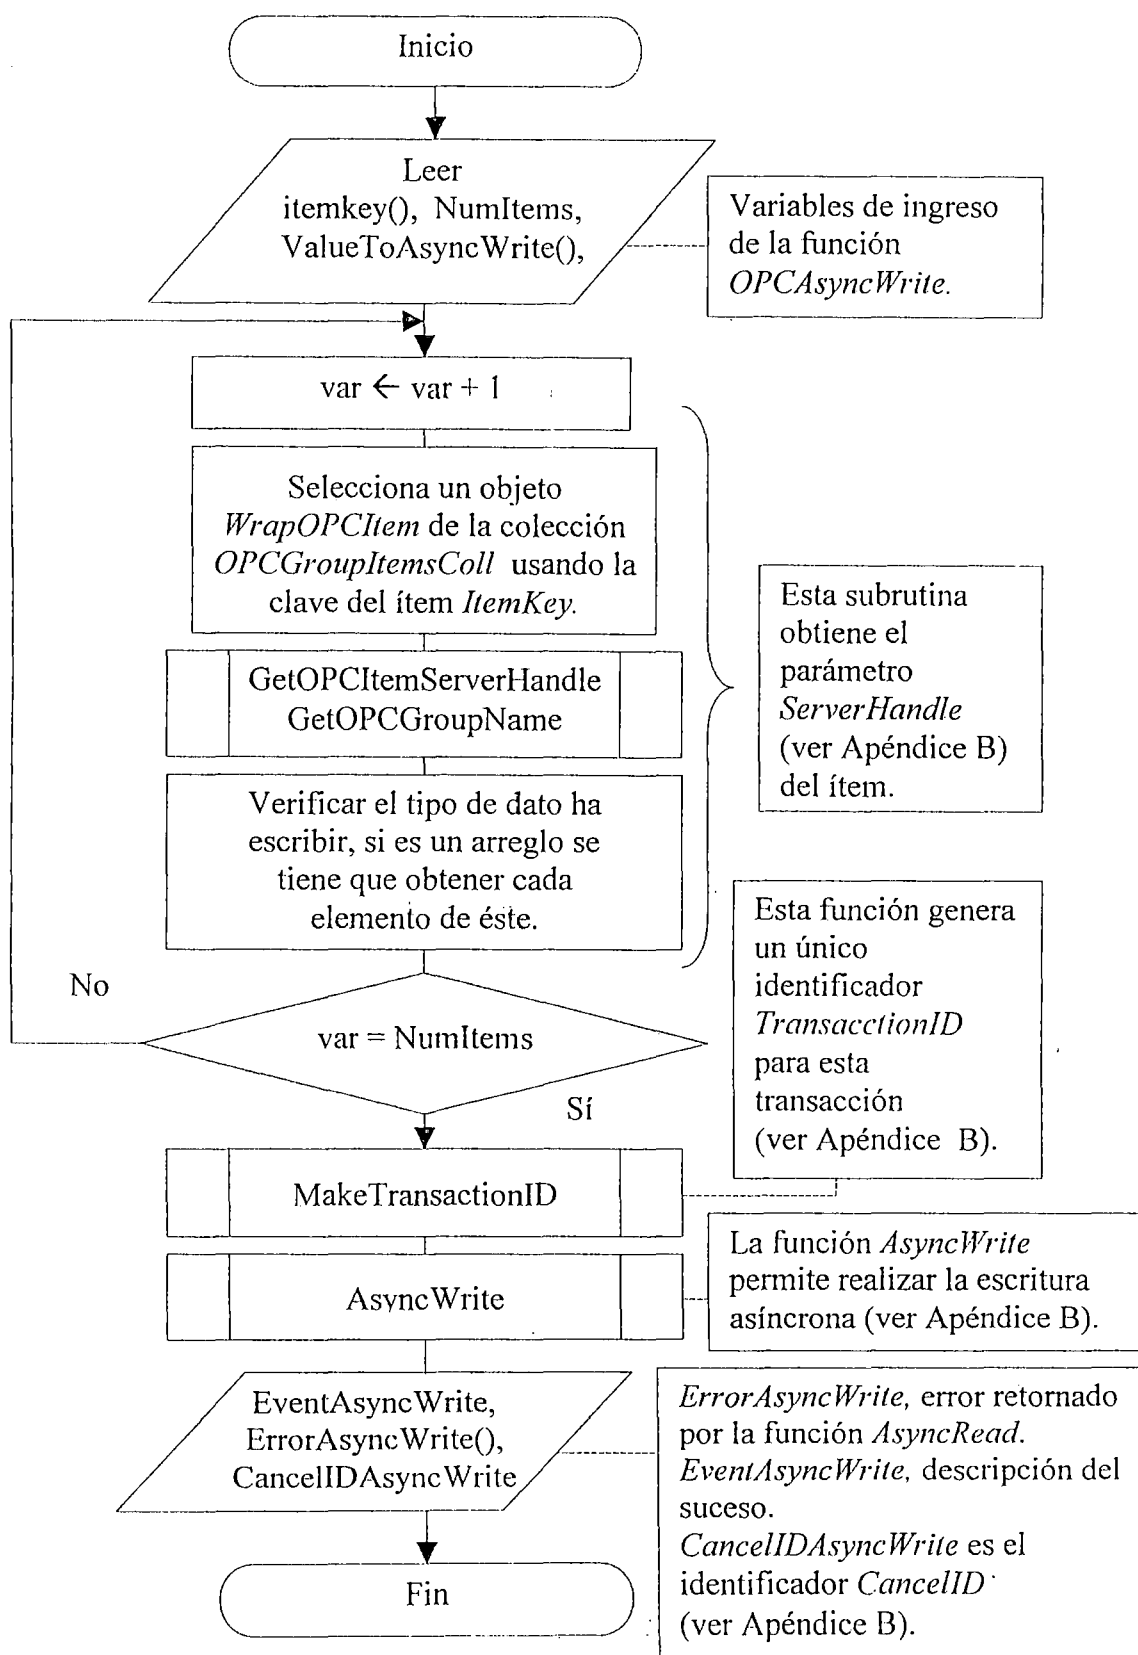 Inicio
Leer
itemkey(), NumItems,
ValueToAsyncWrite(),
Variables de ingreso
de la función
OPCAsyncWrite.
var ← var + 1
Selecciona un objeto
WrapOPCItem de la colección
OPCGroupItemsColl usando la
clave del ítem ItemKey.
GetOPCItemServerHandle
GetOPCGroupName
Esta subrutina
obtiene el
parámetro
ServerHandle
(ver Apéndice B)
del ítem.
Verificar el tipo de dato ha
escribir, si es un arreglo se
tiene que obtener cada
elemento de éste.
No
var = NumItems
Sí
Esta función genera
un único
identificador
TransacctionID
para esta
transacción
(ver Apéndice B).
MakeTransactionID
AsyncWrite
La función AsyncWrite
permite realizar la escritura
asíncrona (ver Apéndice B).
EventAsyncWrite,
ErrorAsyncWrite(),
CancelIDAsyncWrite
ErrorAsyncWrite, error retornado
por la función AsyncRead.
EventAsyncWrite, descripción del
suceso.
CancelIDAsyncWrite es el
identificador CancelID
(ver Apéndice B).
Fin